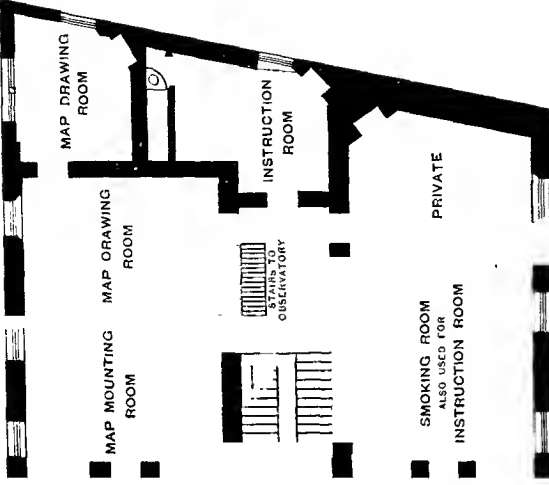 MAP DRAWING
ROOM
INSTRUCTION
ROOM
MAP DRAWING
ROOM
PRIVATE
STAIRS TO
OBSERVATORY
MAP MOUNTING
ROOM
SMOKING ROOM
ALSO USED FOR
INSTRUCTION ROOM